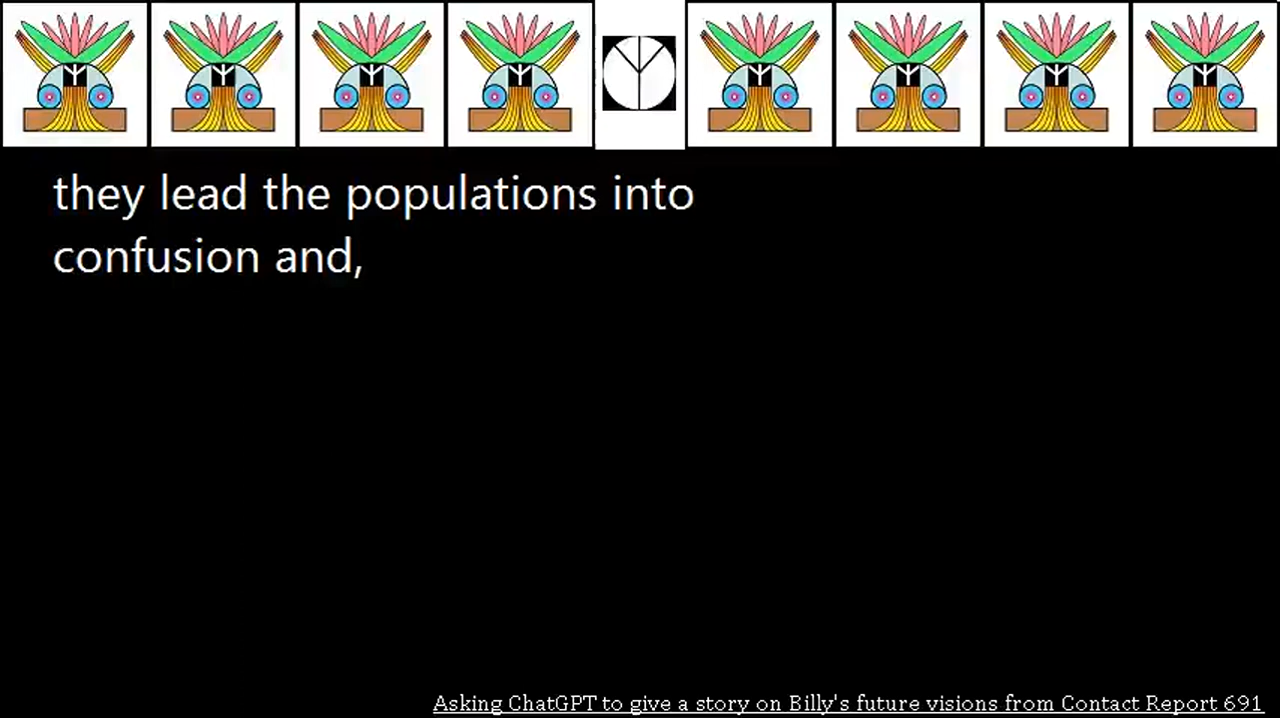 they lead the populations into
confusion and,
Asking ChatGPT to give a story on Billy's future visions from Contact Report 691